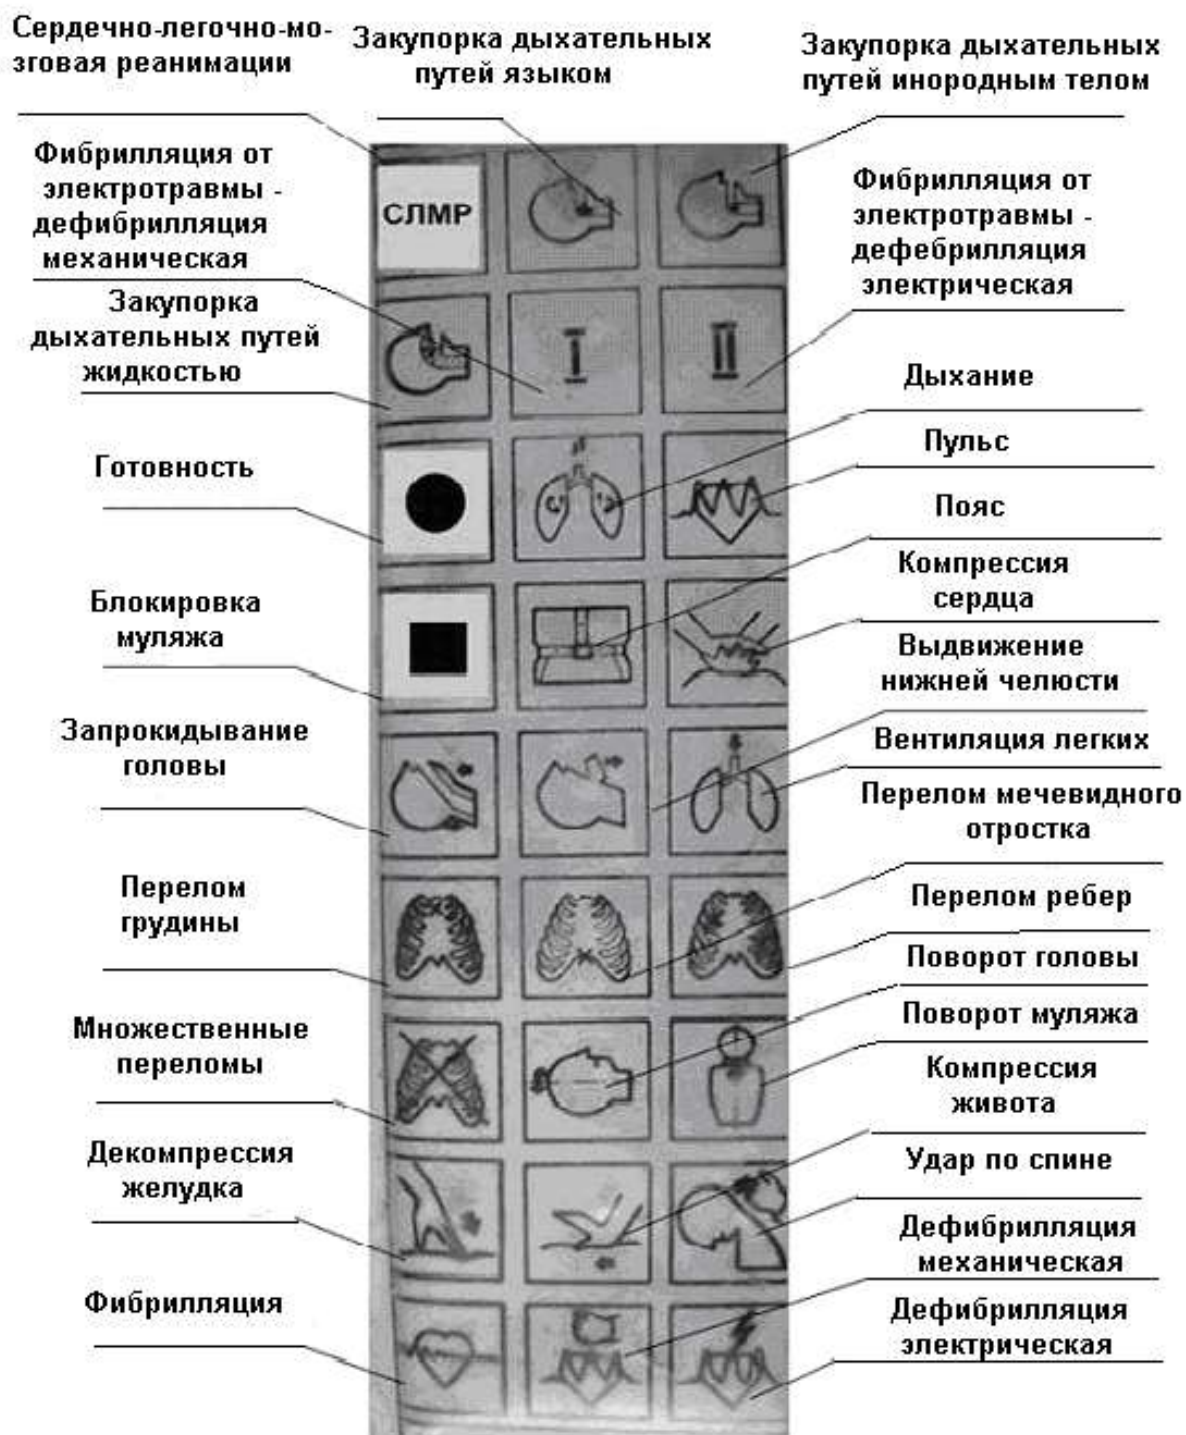 Сердечно-легочно-мо-
зговая реанимации
Закупорка дыхательных
путей языком
Закупорка дыхательных
путей инородным телом
Фибрилляция от
электротравмы -
дефибрилляция
механическая
Фибрилляция от
электротравмы -
дефебрилляция
электрическая
СЛМР
Закупорка
дыхательных путей
жидкостью
I
II
Дыхание
Готовность
Пульс
Пояс
Блокировка
муляжа
Компрессия
сердца
Выдвижение
нижней челюсти
Запрокидывание
головы
Вентиляция легких
Перелом мечевидного
отростка
Перелом
грудины
Перелом ребер
Поворот головы
Множественные
переломы
Поворот муляжа
Компрессия
живота
Декомпрессия
желудка
Удар по спине
Дефибрилляция
механическая
Фибрилляция
Дефибрилляция
электрическая